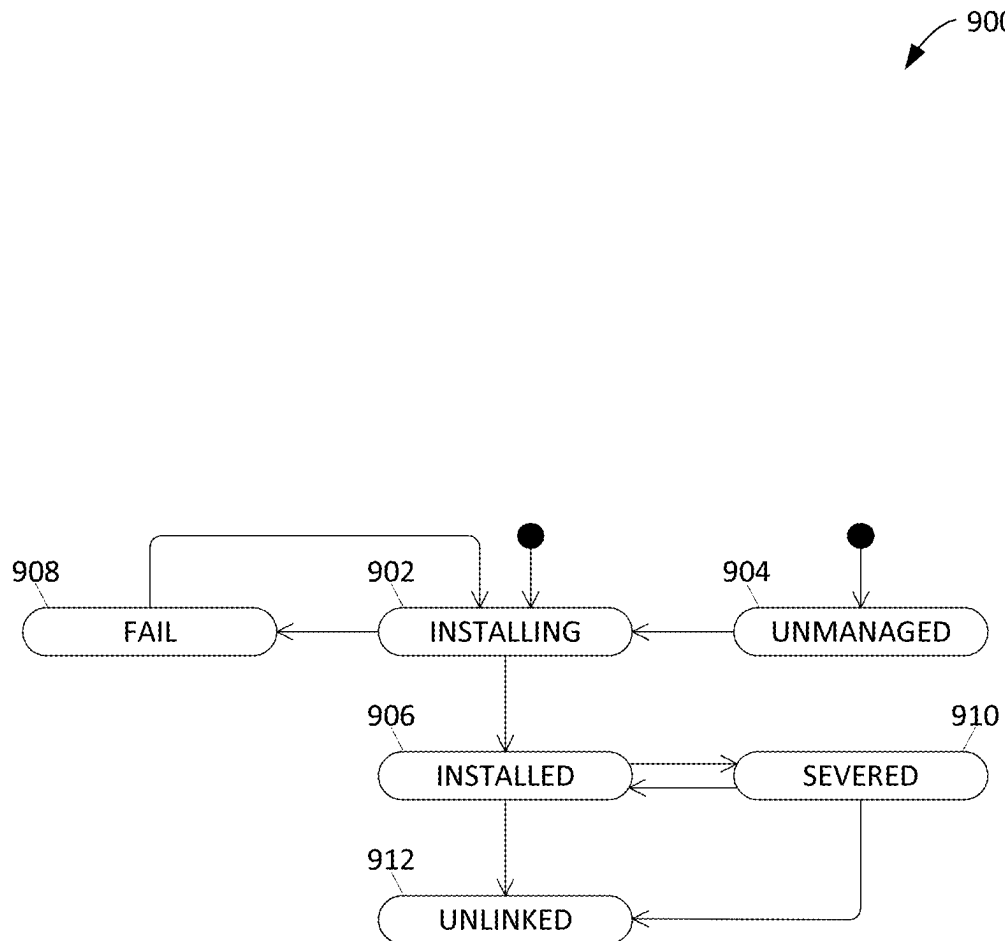 900
908
902
904
FAIL
INSTALLING
UNMANAGED
906
910
INSTALLED
SEVERED
912
UNLINKED